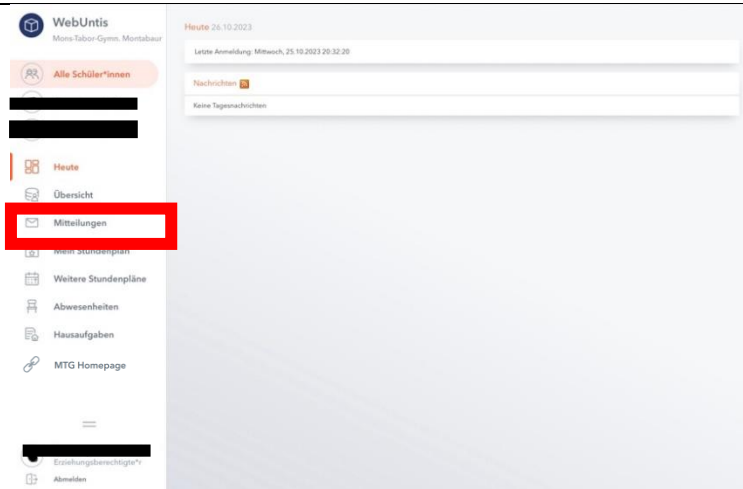 WebUntis
Mons-Tabor-Gymn. Montabaur
Alle Schüler*innen
Heute
Übersicht
Mitteilungen
Mein Stundenplan
Weitere Stundenpläne
Abwesenheiten
Hausaufgaben
MTG Homepage
Erziehungsberechtigte*r
Abmelden
Heute 26.10.2023
Letzte Anmeldung: Mittwoch, 25.10.2023 20:32:20
Nachrichten
Keine Tagesnachrichten